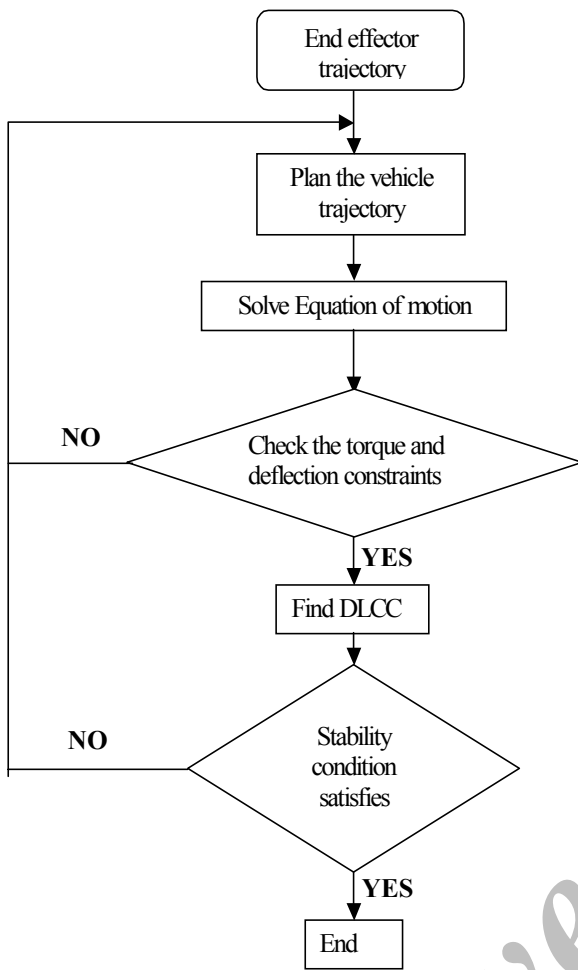 End effector
trajectory
Plan the vehicle
trajectory
Solve Equation of motion
NO
Check the torque and
deflection constraints
YES
Find DLCC
NO
Stability
condition
satisfies
YES
End